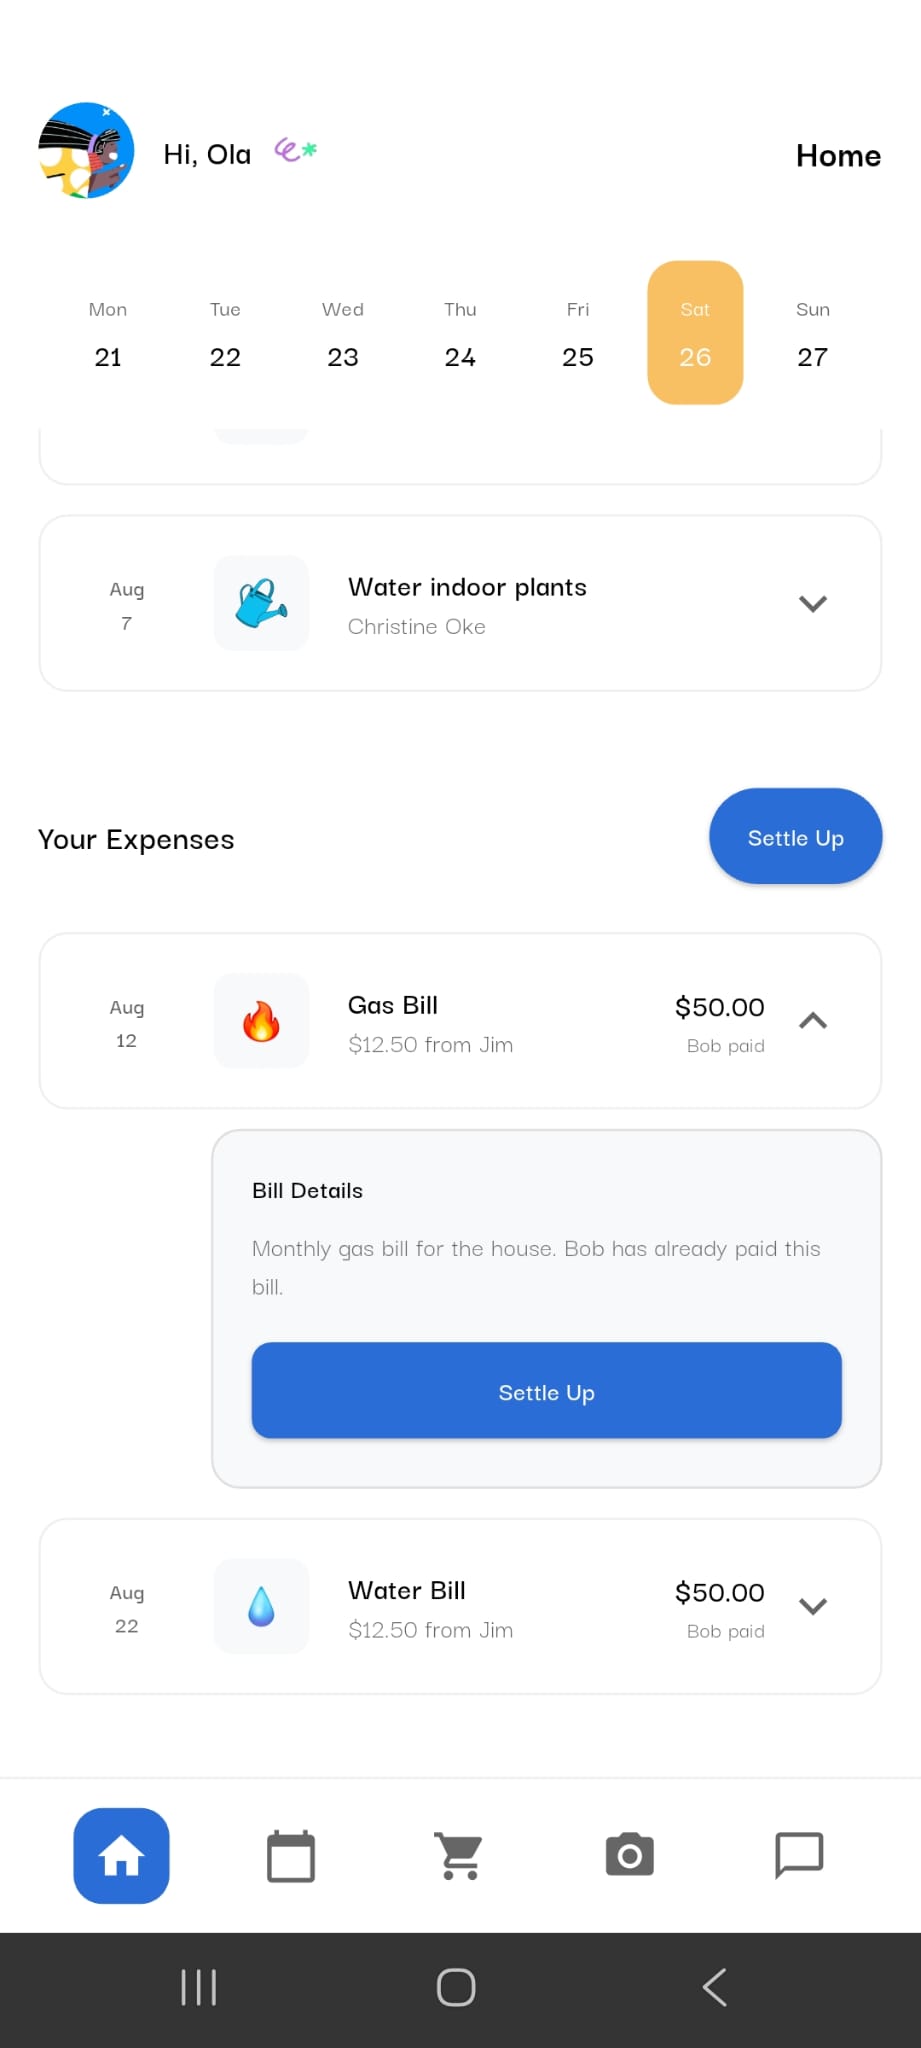 Hi, Ola
Home
Mon Tue Wed Thu Fri Sat Sun
21 22 23 24 25 26 27
Aug
7
Water indoor plants
Christine Oke
Your Expenses
Settle Up
Aug
12
Gas Bill
$12.50 from Jim
$50.00
Bob paid
Bill Details
Monthly gas bill for the house. Bob has already paid this
bill.
Settle Up
Aug
22
Water Bill
$12.50 from Jim
$50.00
Bob paid